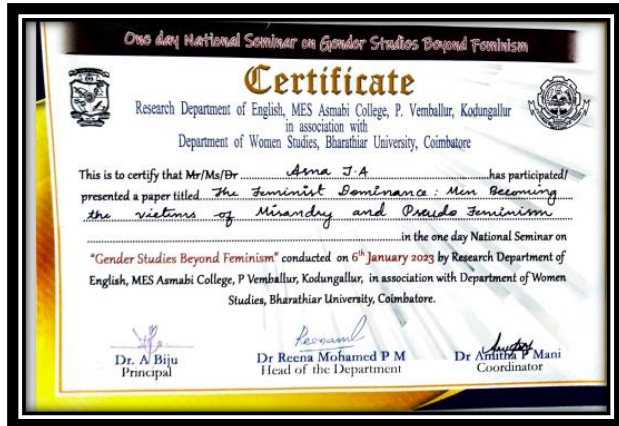 One day National Seminar on Gender Studies Beyond Feminism
Certificate
Research Department of English, MES Asmabi College, P. Vemballur, Kodungallur
in association with
Department of Women Studies, Bharathiar University, Coimbatore
This is to certify that Mr/Ms/Dr Asna J.A has participated/
presented a paper titled The Feminist Dominance: Men Becoming
the victims of Misandry and Pseudo Feminism
in the one day National Seminar on
"Gender Studies Beyond Feminism" conducted on 6th January 2023 by Research Department of
English, MES Asmabi College, P Vemballur, Kodungallur, in association with Department of Women
Studies, Bharathiar University, Coimbatore.
Dr. A Biju Dr Reena Mohamed P M Dr Amitha P Mani
Principal Head of the Department Coordinator